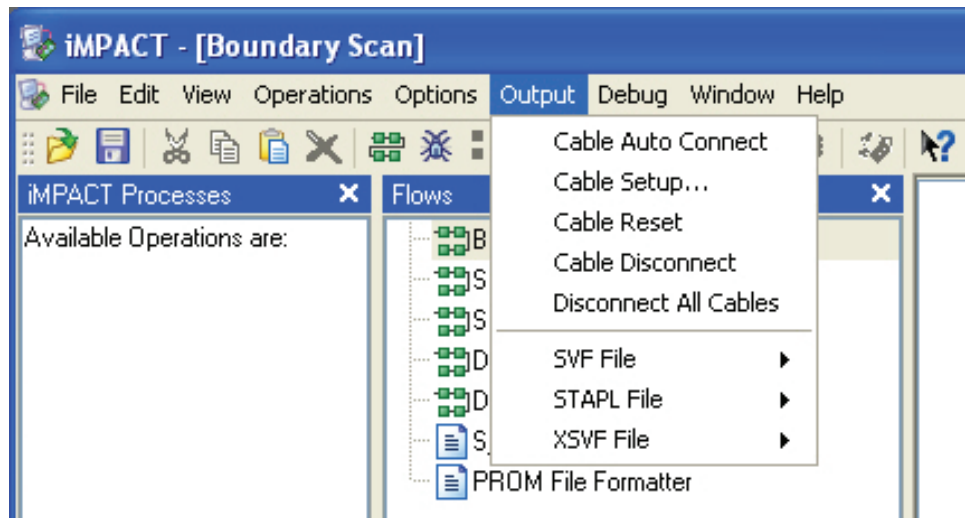 iMPACT - [Boundary Scan]
File Edit View Operations Options Output Debug Window Help
Cable Auto Connect
Cable Setup...
Cable Reset
Cable Disconnect
Disconnect All Cables
SVF File
STAPL File
XSVF File
iMPACT Processes
Available Operations are:
Flows
B
S
S
D
D
S_
PROM File Formatter